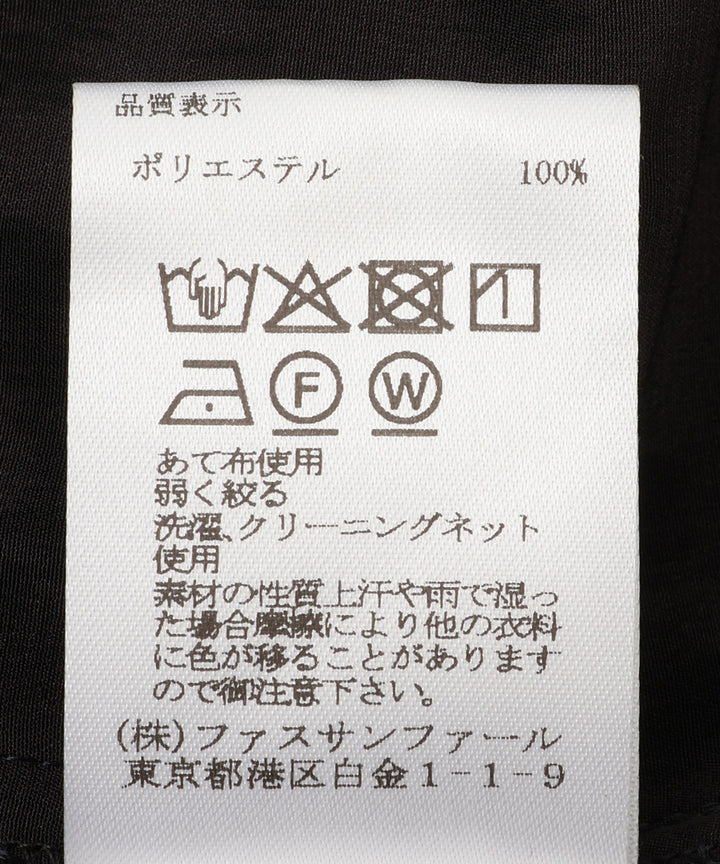 品質表示
ポリエステル 100%
F W
あて布使用
弱く絞る
洗濯、クリーニングネット
使用
素材の性質上汗や雨で湿っ
た場合摩擦により他の衣料
に色が移ることがあります
ので御注意下さい。
(株)ファスサンファール
東京都港区白金1-1-9